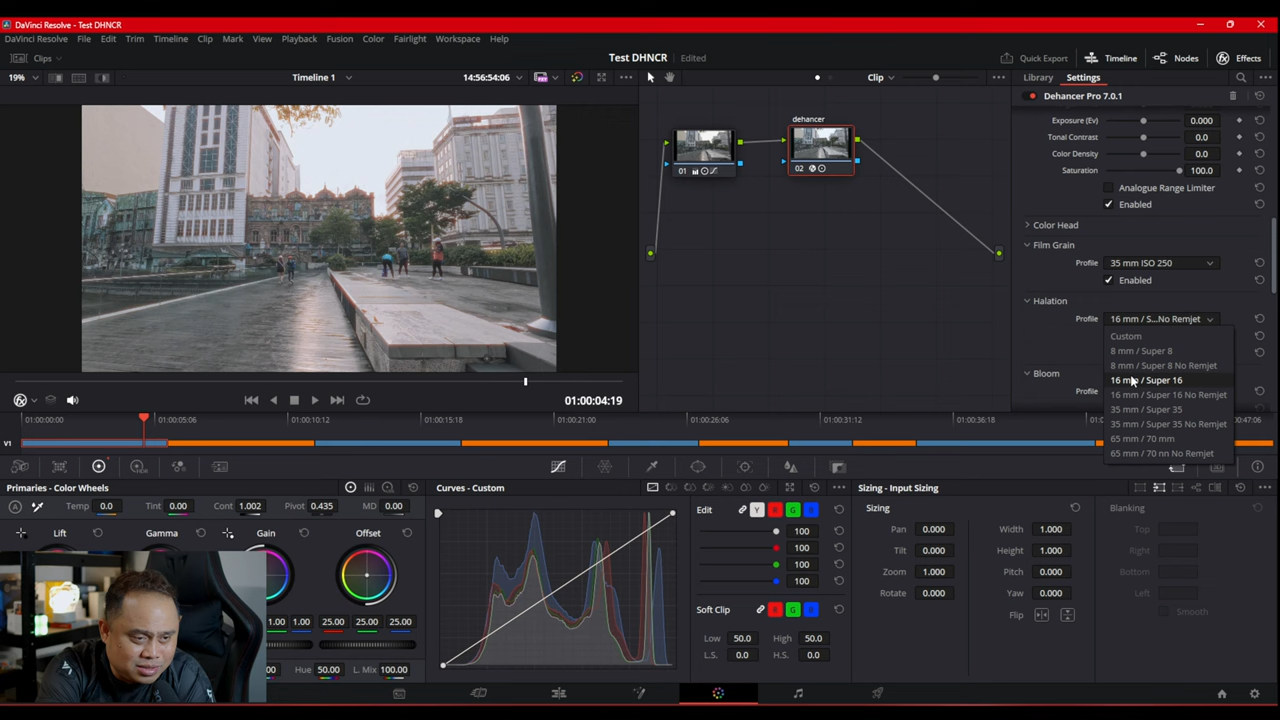 DaVinci Resolve - Test DHNCR
DaVinci Resolve File Edit Trim Timeline Clip Mark View Playback Fusion Color Fairlight Workspace Help
Clips Test DHNCR Edited Quick Export Timeline Nodes Effects
19% Timeline 1 14:56:54:06 Clip Library Settings
Dehancer Pro 7.0.1
Exposure (Ev) 0.000
Tonal Contrast 0.0
Color Density 0.0
Saturation 100.0
Analogue Range Limiter
Enabled
Color Head
Film Grain
Profile 35 mm ISO 250
Enabled
Halation
Profile 16 mm / S...No Remjet
Custom
8 mm / Super 8
8 mm / Super 8 No Remjet
16 mm / Super 16
16 mm / Super 16 No Remjet
35 mm / Super 35
35 mm / Super 35 No Remjet
65 mm / 70 mm
65 mm / 70 nn No Remjet
Bloom
Profile
dehancer
01
02
01:00:04:19
01:00:00:00 01:00:05:06 01:00:10:12 01:00:15:18 01:00:21:00 01:00:26:06 01:00:31:12 01:00:36:18 47:06
V1
Primaries - Color Wheels
Temp 0.0 Tint 0.00 Cont 1.002 Pivot 0.435 MD 0.00
Lift Gamma Gain Offset
1.00 1.00 25.00 25.00 25.00
00 Hue 50.00 L. Mix 100.00
Curves - Custom
Edit Y R G B
100
100
100
100
Soft Clip R G B
Low 50.0 High 50.0
L.S. 0.0 H.S. 0.0
Sizing - Input Sizing
Sizing Blanking
Pan 0.000 Width 1.000 Top
Tilt 0.000 Height 1.000 Bottom
Zoom 1.000 Pitch 0.000 Left
Rotate 0.000 Yaw 0.000 Right
Flip Smooth